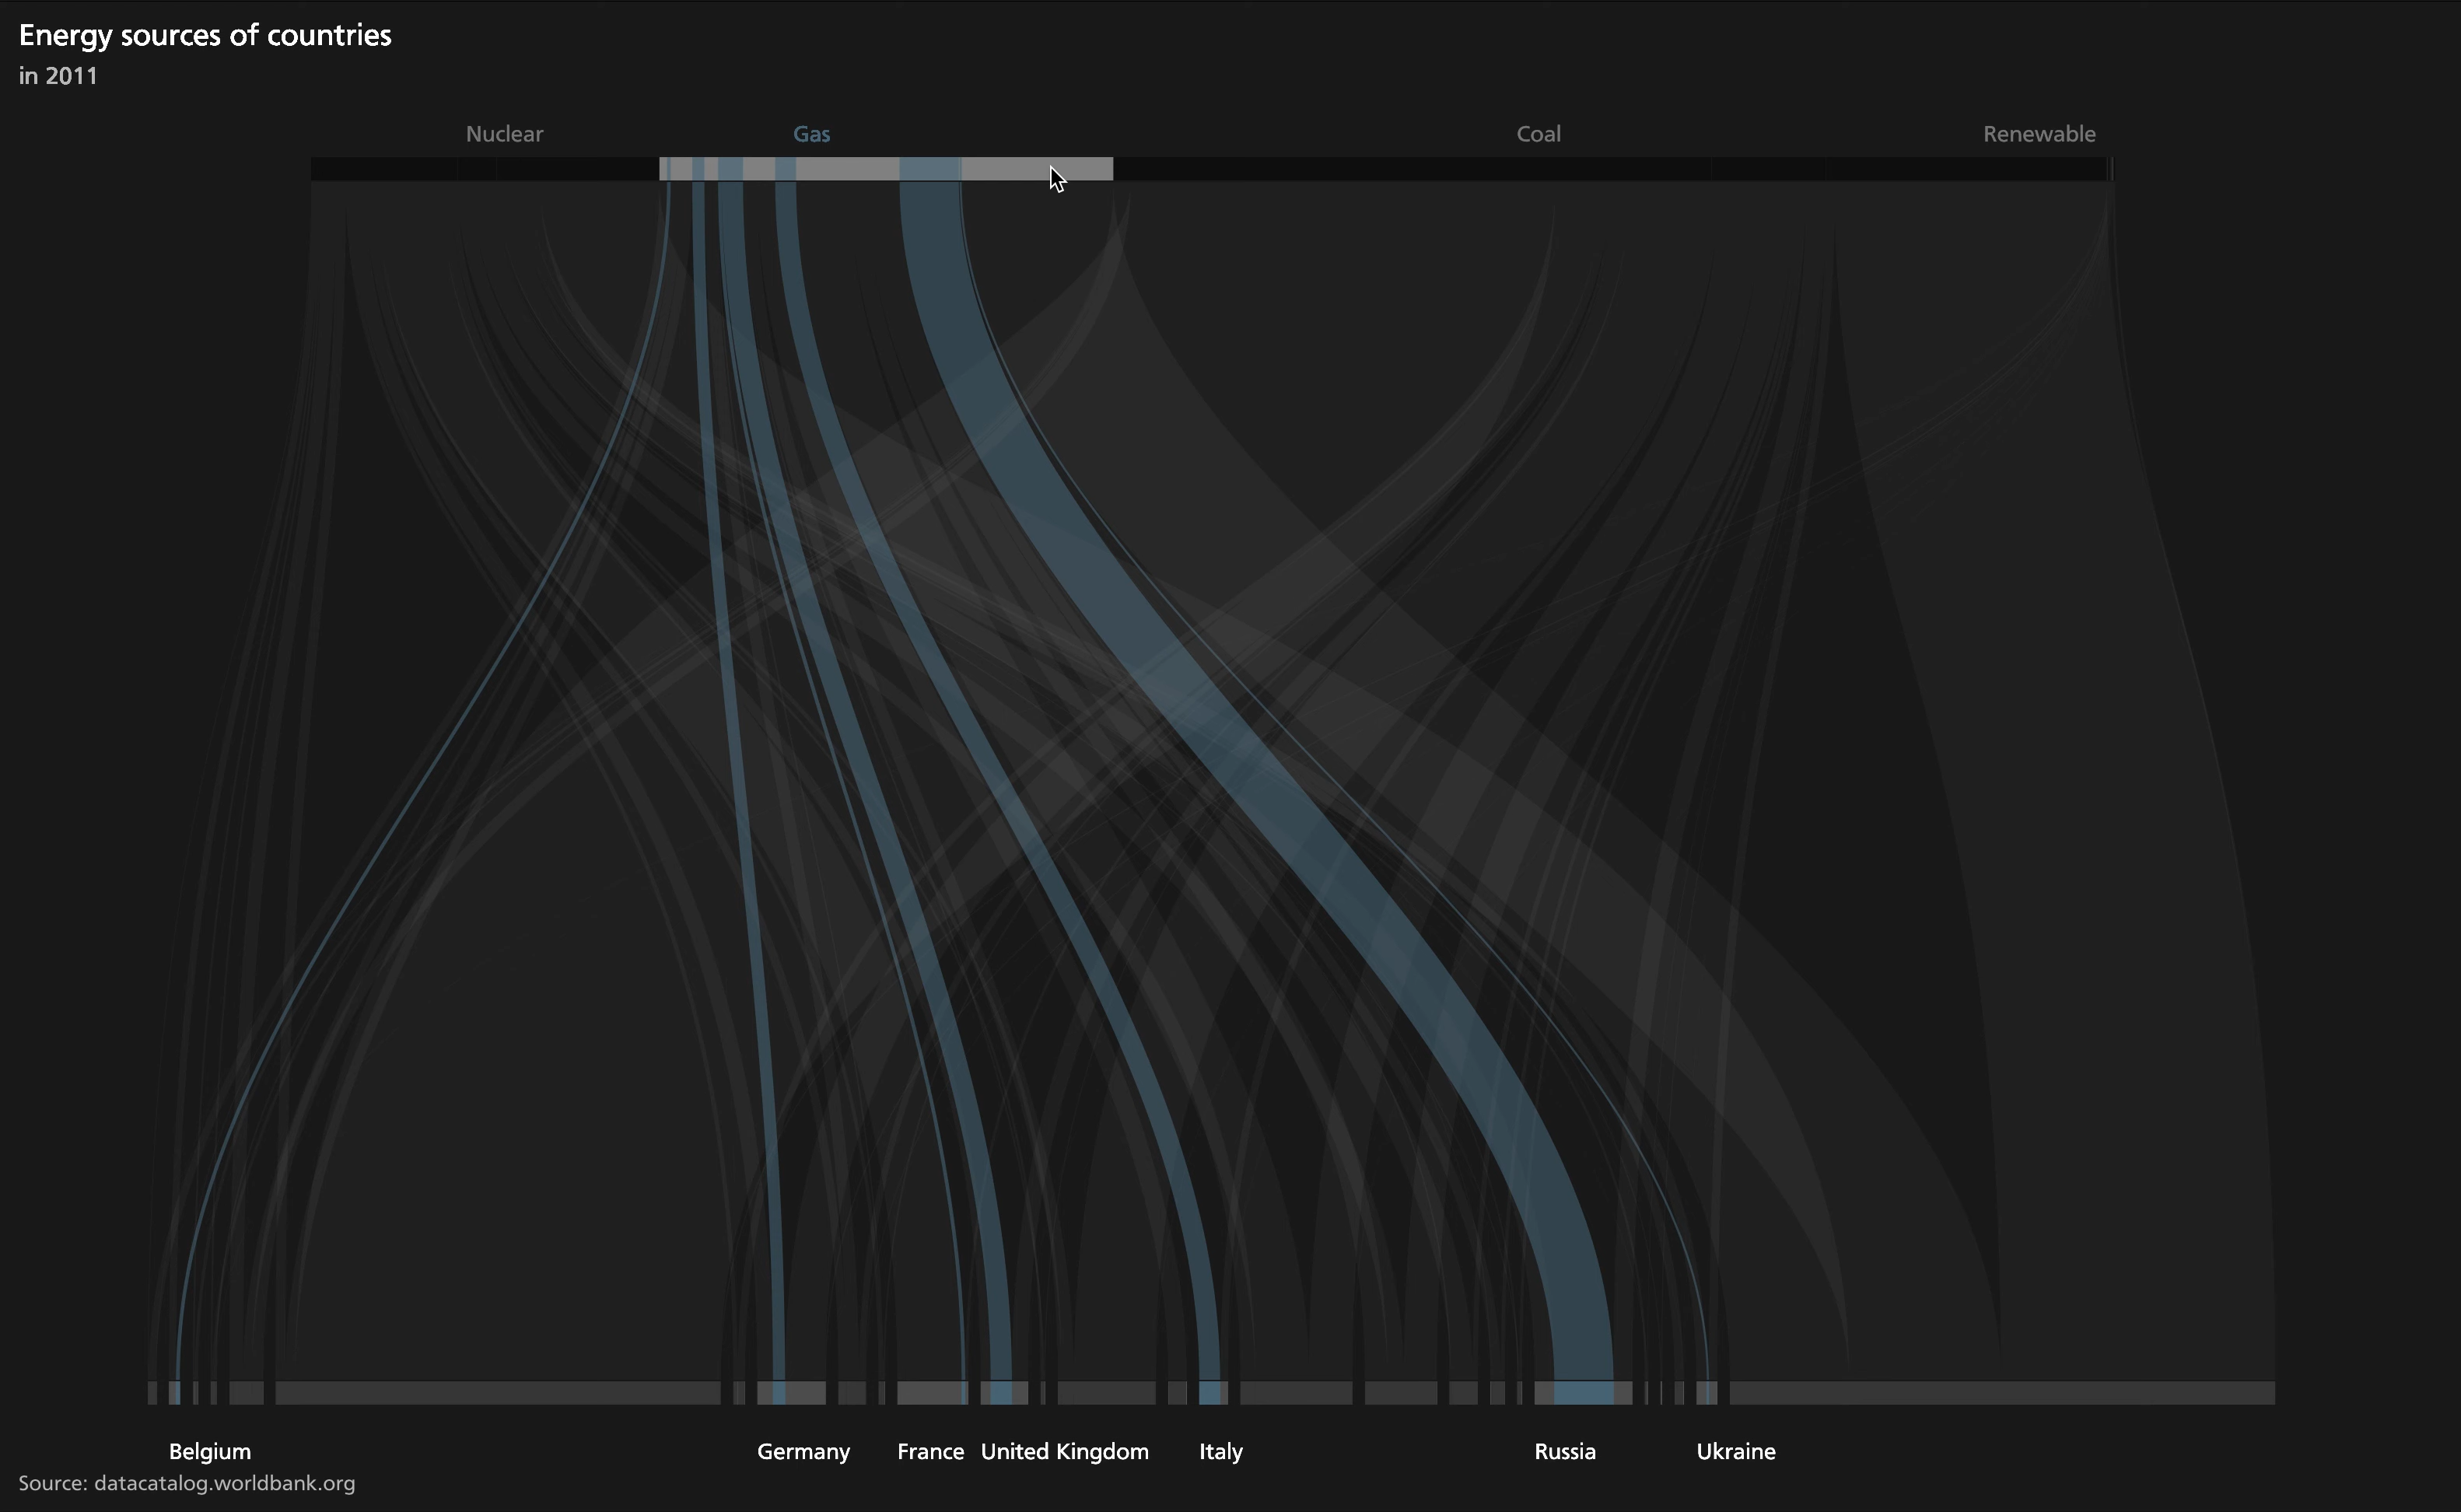 Energy sources of countries
in 2011
Nuclear Gas Coal Renewable
Belgium Germany France United Kingdom Italy Russia Ukraine
Source: datacatalog.worldbank.org